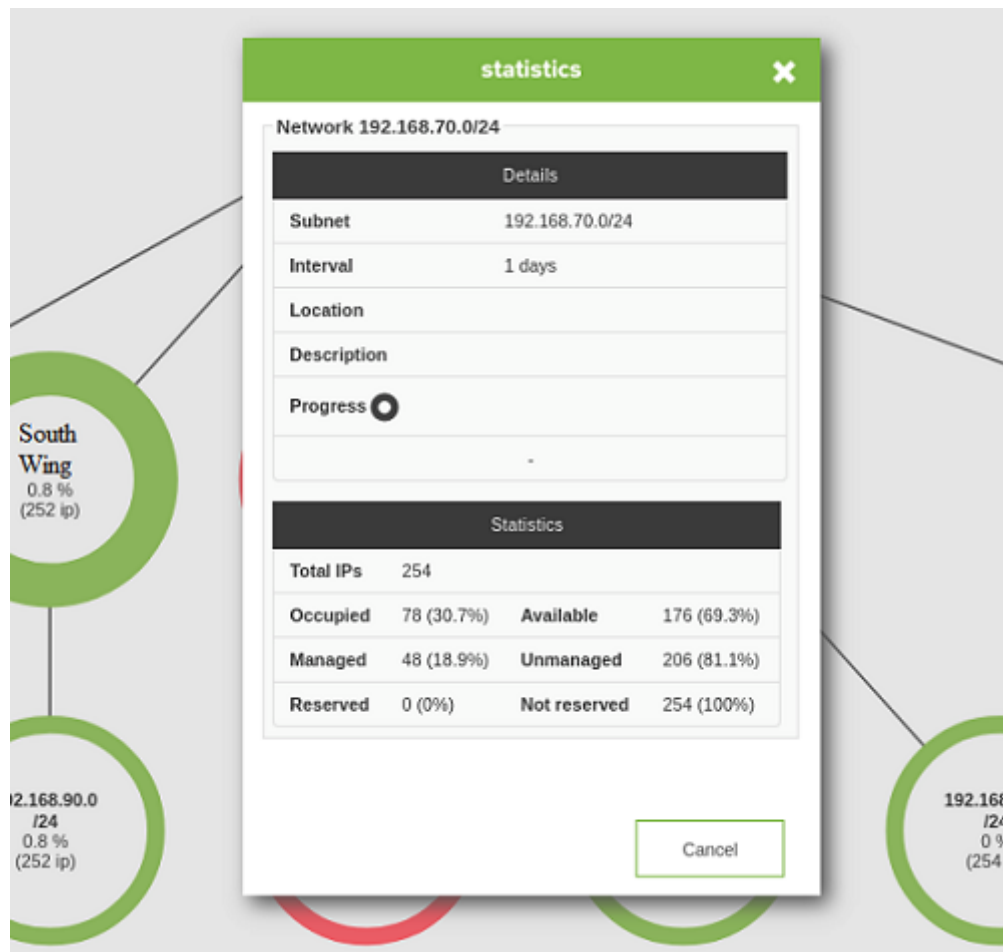 statistics
Network 192.168.70.0/24
Details
Subnet 192.168.70.0/24
Interval 1 days
Location
Description
Progress
-
Statistics
Total IPs 254
Occupied 78 (30.7%) Available 176 (69.3%)
Managed 48 (18.9%) Unmanaged 206 (81.1%)
Reserved 0 (0%) Not reserved 254 (100%)
Cancel
South
Wing
0.8 %
(252 ip)
2.168.90.0
/24
0.8 %
(252 ip)
192.168
/24
0 %
(254